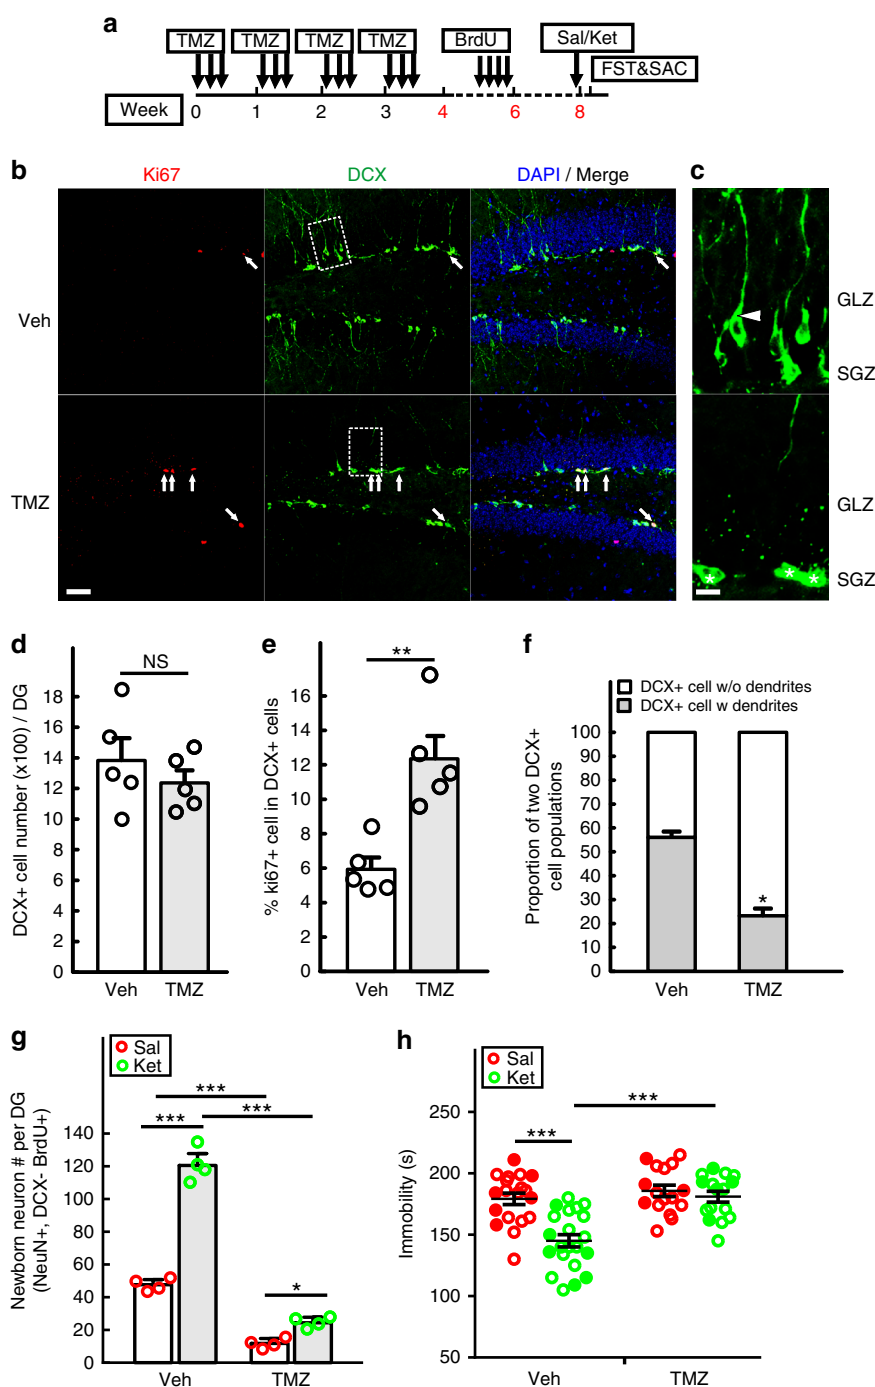 a
TMZ TMZ TMZ TMZ BrdU Sal/Ket
FST&SAC
Week 0 1 2 3 4 6 8
b Ki67 DCX DAPI / Merge c
Veh
GLZ
SGZ
TMZ
GLZ
SGZ
* * *
d
DCX+ cell number (x100) / DG
NS
18
16
14
12
10
8
6
4
2
0
Veh TMZ
e
% ki67+ cell in DCX+ cells
**
16
14
12
10
8
6
4
2
0
Veh TMZ
f
DCX+ cell w/o dendrites
DCX+ cell w dendrites
Proportion of two DCX+
cell populations
100
90
80
70
60
50
40
30
20
10
0
*
Veh TMZ
g
Sal
Ket
Newborn neuron # per DG
(NeuN+, DCX- BrdU+)
***
*** ***
*
140
120
100
80
60
40
20
0
Veh TMZ
h
Sal
Ket
Immobility (s)
***
***
250
200
150
100
50
Veh TMZ